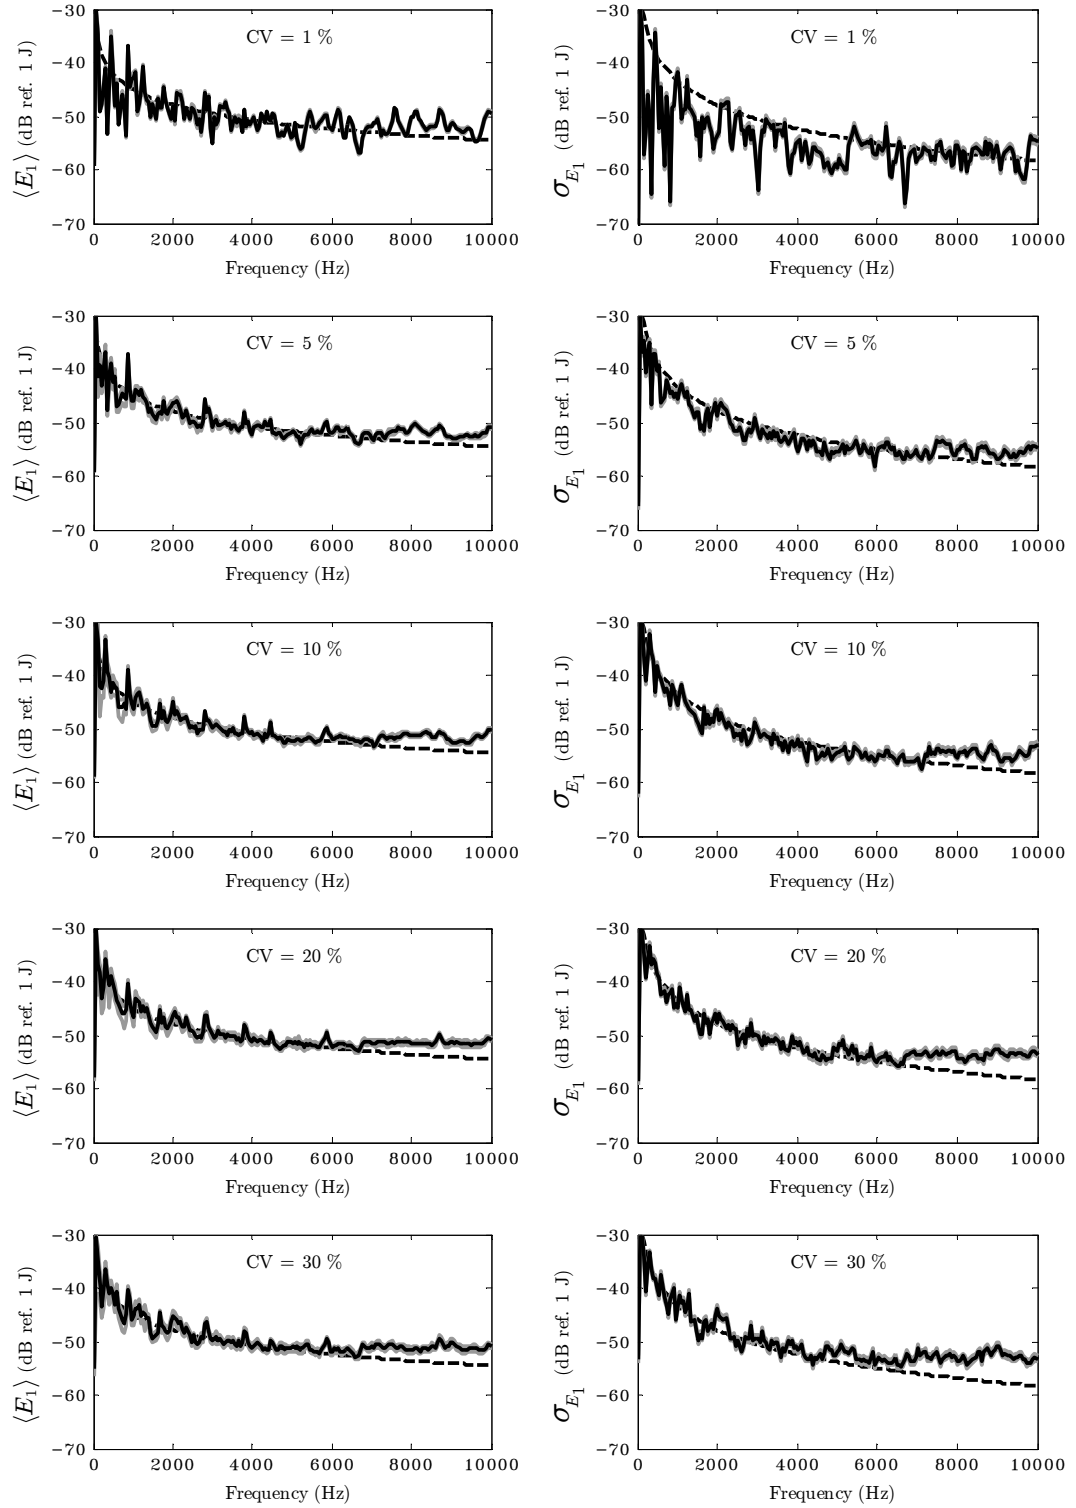 ⟨E₁⟩ (dB ref. 1 J)
−30
−40
−50
−60
−70
CV = 1 %
0 2000 4000 6000 8000 10000
Frequency (Hz)
σ_E₁ (dB ref. 1 J)
−30
−40
−50
−60
−70
CV = 1 %
0 2000 4000 6000 8000 10000
Frequency (Hz)
⟨E₁⟩ (dB ref. 1 J)
−30
−40
−50
−60
−70
CV = 5 %
0 2000 4000 6000 8000 10000
Frequency (Hz)
σ_E₁ (dB ref. 1 J)
−30
−40
−50
−60
−70
CV = 5 %
0 2000 4000 6000 8000 10000
Frequency (Hz)
⟨E₁⟩ (dB ref. 1 J)
−30
−40
−50
−60
−70
CV = 10 %
0 2000 4000 6000 8000 10000
Frequency (Hz)
σ_E₁ (dB ref. 1 J)
−30
−40
−50
−60
−70
CV = 10 %
0 2000 4000 6000 8000 10000
Frequency (Hz)
⟨E₁⟩ (dB ref. 1 J)
−30
−40
−50
−60
−70
CV = 20 %
0 2000 4000 6000 8000 10000
Frequency (Hz)
σ_E₁ (dB ref. 1 J)
−30
−40
−50
−60
−70
CV = 20 %
0 2000 4000 6000 8000 10000
Frequency (Hz)
⟨E₁⟩ (dB ref. 1 J)
−30
−40
−50
−60
−70
CV = 30 %
0 2000 4000 6000 8000 10000
Frequency (Hz)
σ_E₁ (dB ref. 1 J)
−30
−40
−50
−60
−70
CV = 30 %
0 2000 4000 6000 8000 10000
Frequency (Hz)